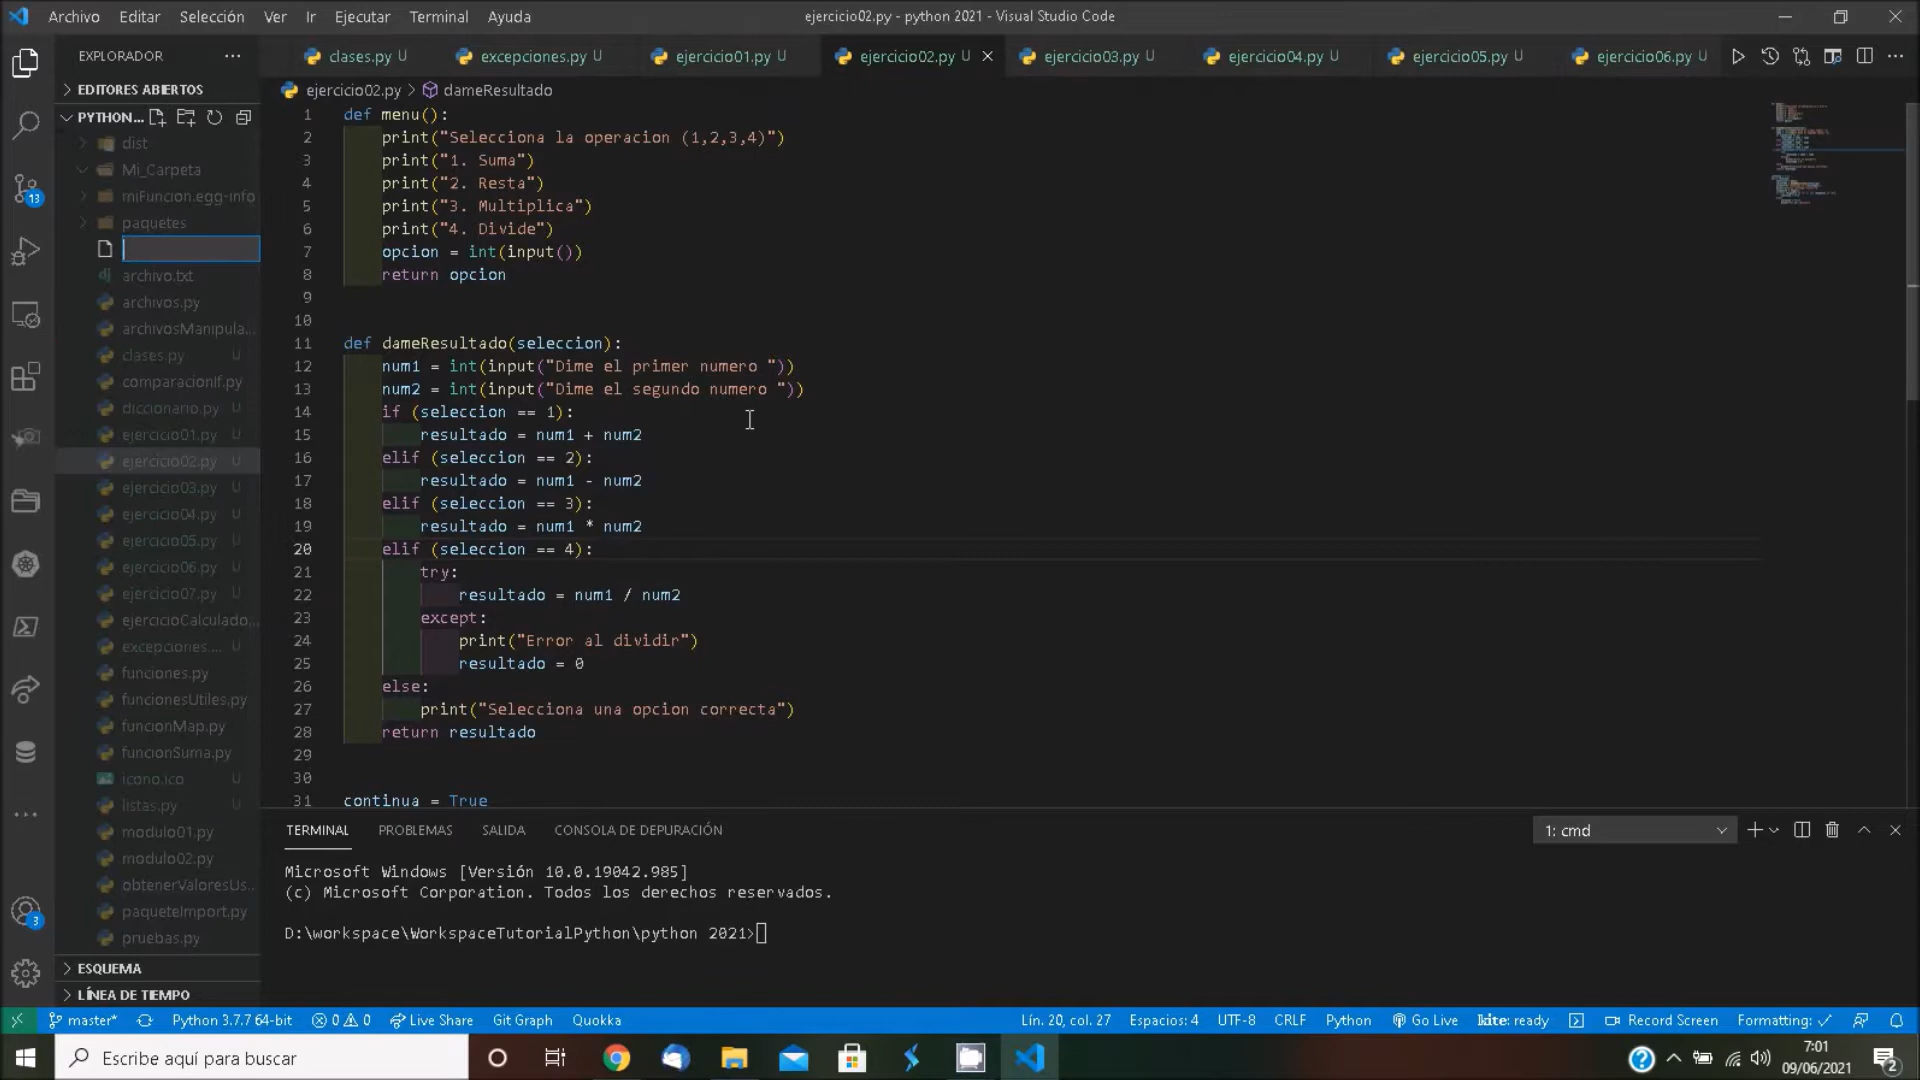 Archivo Editar Selección Ver Ir Ejecutar Terminal Ayuda
ejercicio02.py - python 2021 - Visual Studio Code
EXPLORADOR
clases.py U
excepciones.py U
ejercicio01.py U
ejercicio02.py U
ejercicio03.py U
ejercicio04.py U
ejercicio05.py U
ejercicio06.py U
EDITORES ABIERTOS
PYTHON...
dist
Mi_Carpeta
miFuncion.egg-info
paquetes
archivo.txt
archivos.py
archivosManipula...
clases.py U
comparacionIf.py
diccionario.py U
ejercicio01.py U
ejercicio02.py U
ejercicio03.py U
ejercicio04.py U
ejercicio05.py U
ejercicio06.py U
ejercicio07.py U
ejercicioCalculado...
excepciones.... U
funciones.py
funcionesUtiles.py
funcionMap.py
funcionSuma.py
icono.ico U
listas.py U
modulo01.py
modulo02.py
obtenerValoresUs...
paqueteImport.py
pruebas.py
ESQUEMA
LÍNEA DE TIEMPO
13
3
ejercicio02.py > dameResultado
1 def menu():
2 print("Selecciona la operacion (1,2,3,4)")
3 print("1. Suma")
4 print("2. Resta")
5 print("3. Multiplica")
6 print("4. Divide")
7 opcion = int(input())
8 return opcion
9
10
11 def dameResultado(seleccion):
12 num1 = int(input("Dime el primer numero "))
13 num2 = int(input("Dime el segundo numero "))
14 if (seleccion == 1):
15 resultado = num1 + num2
16 elif (seleccion == 2):
17 resultado = num1 - num2
18 elif (seleccion == 3):
19 resultado = num1 * num2
20 elif (seleccion == 4):
21 try:
22 resultado = num1 / num2
23 except:
24 print("Error al dividir")
25 resultado = 0
26 else:
27 print("Selecciona una opcion correcta")
28 return resultado
29
30
31 continua = True
TERMINAL PROBLEMAS SALIDA CONSOLA DE DEPURACIÓN
1: cmd
Microsoft Windows [Versión 10.0.19042.985]
(c) Microsoft Corporation. Todos los derechos reservados.
D:\workspace\WorkspaceTutorialPython\python 2021>
master* Python 3.7.7 64-bit 0 0 Live Share Git Graph Quokka
Lín. 20, col. 27 Espacios: 4 UTF-8 CRLF Python Go Live kite: ready Record Screen Formatting: ✓
Escribe aquí para buscar
7:01
09/06/2021
2